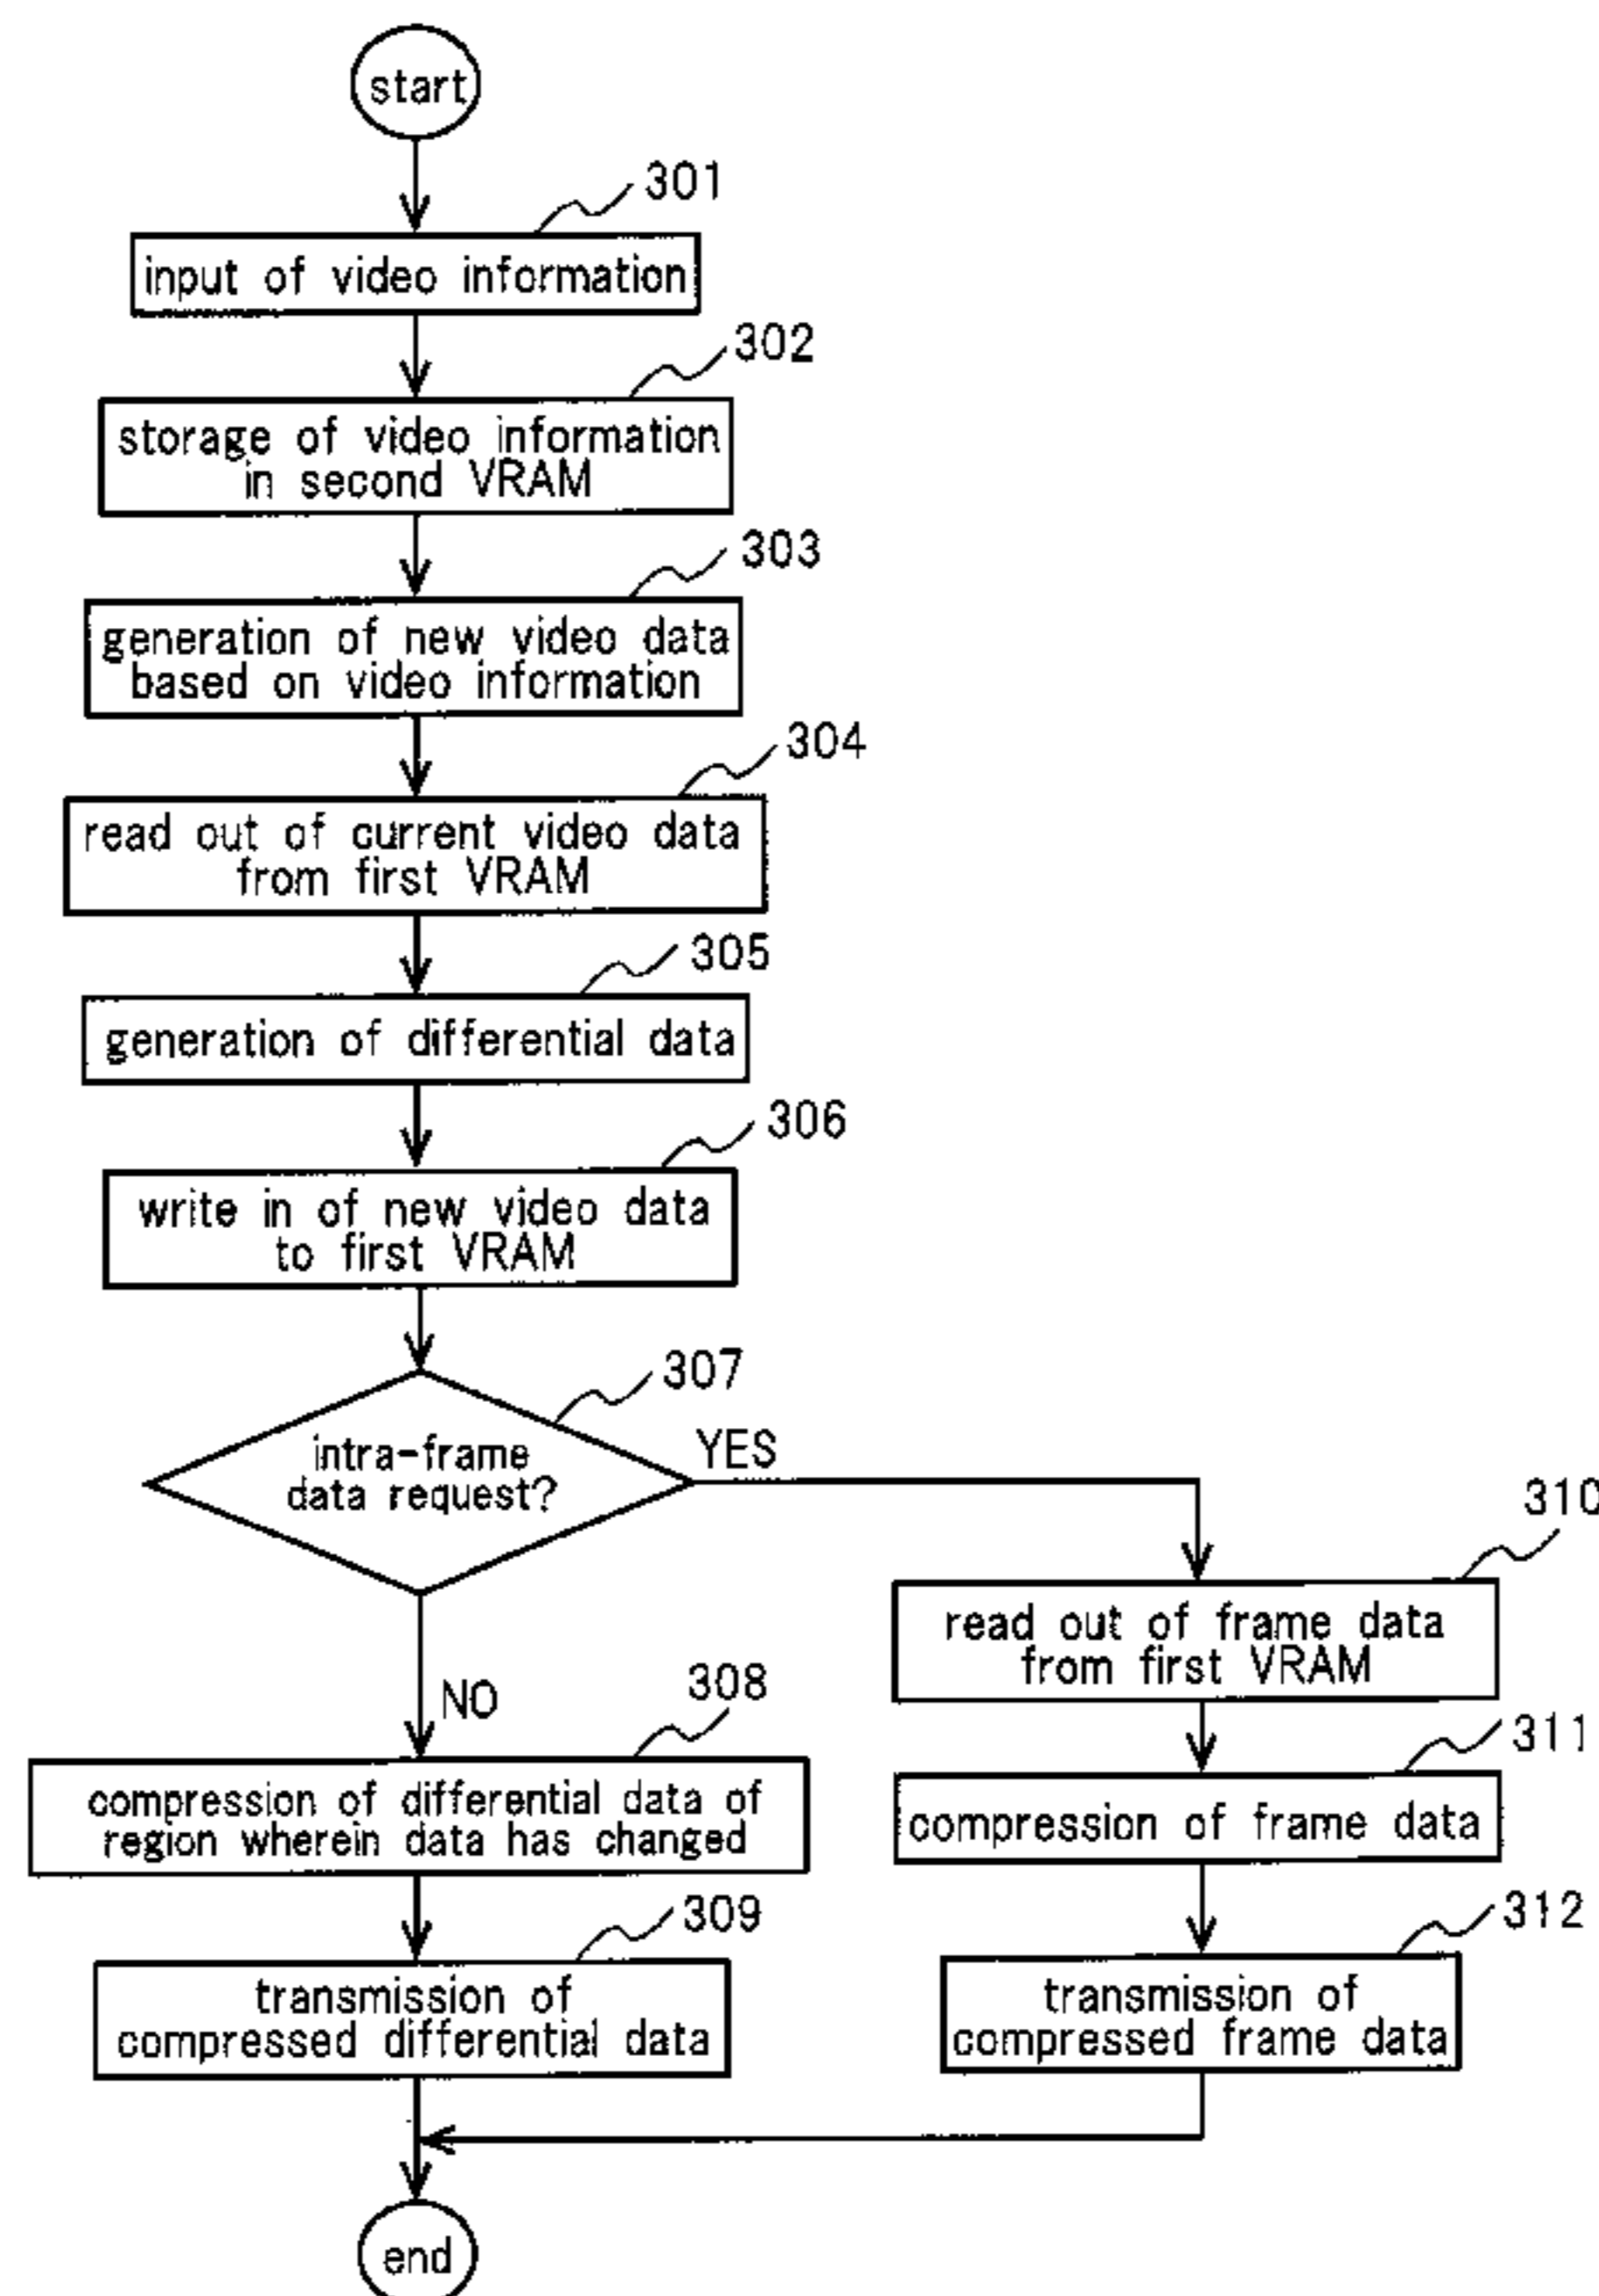 start
301
input of video information
302
storage of video information
in second VRAM
303
generation of new video data
based on video information
304
read out of current video data
from first VRAM
305
generation of differential data
306
write in of new video data
to first VRAM
307
intra-frame
data request?
YES
NO
308
compression of differential data of
region wherein data has changed
309
transmission of
compressed differential data
310
read out of frame data
from first VRAM
311
compression of frame data
312
transmission of
compressed frame data
end